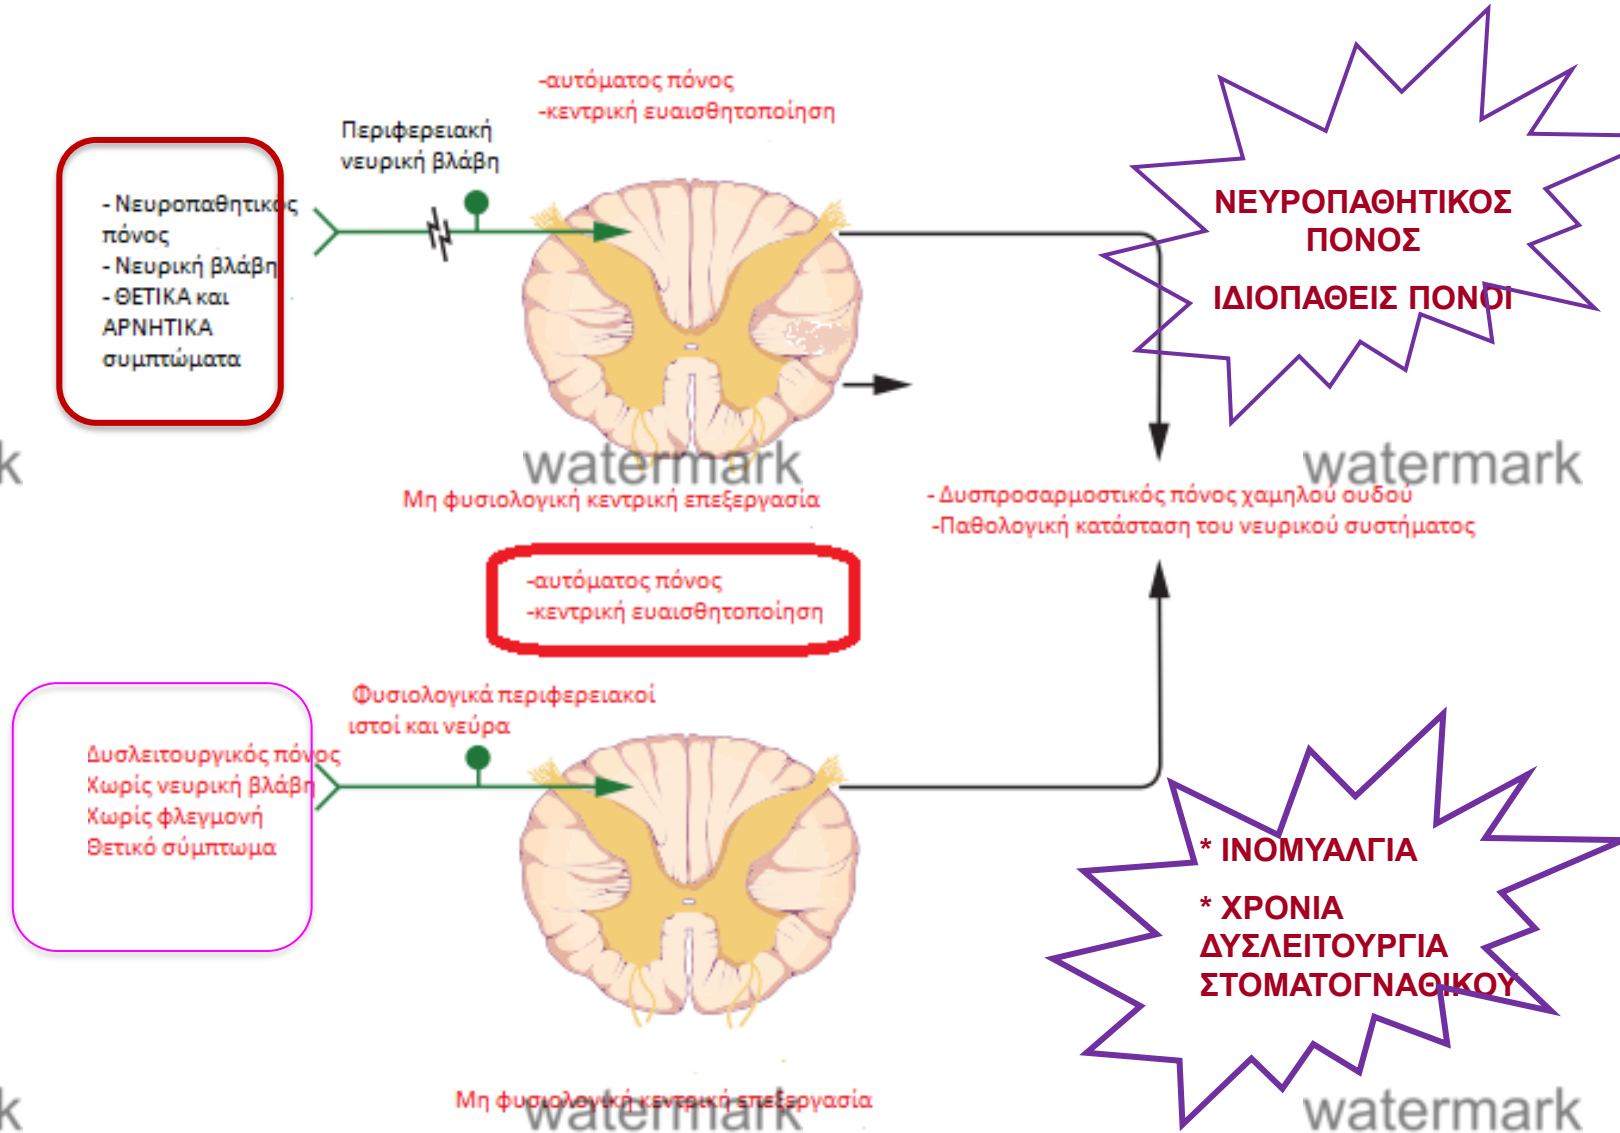 -αυτόματος πόνος
-κεντρική ευαισθητοποίηση
Περιφερειακή
νευρική βλάβη
- Νευροπαθητικός
πόνος
- Νευρική βλάβη
- ΘΕΤΙΚΑ και
ΑΡΝΗΤΙΚΑ
συμπτώματα
ΝΕΥΡΟΠΑΘΗΤΙΚΟΣ
ΠΟΝΟΣ
ΙΔΙΟΠΑΘΕΙΣ ΠΟΝΟΙ
k
watermark
watermark
Μη φυσιολογική κεντρική επεξεργασία
- Δυσπροσαρμοστικός πόνος χαμηλού ουδού
-Παθολογική κατάσταση του νευρικού συστήματος
-αυτόματος πόνος
-κεντρική ευαισθητοποίηση
Φυσιολογικά περιφερειακοί
ιστοί και νεύρα
Δυσλειτουργικός πόνος
Χωρίς νευρική βλάβη
Χωρίς φλεγμονή
Θετικό σύμπτωμα
* ΙΝΟΜΥΑΛΓΙΑ
* ΧΡΟΝΙΑ
ΔΥΣΛΕΙΤΟΥΡΓΙΑ
ΣΤΟΜΑΤΟΓΝΑΘΙΚΟΥ
Μη φυσιολογική κεντρική επεξεργασία
k
watermark
watermark